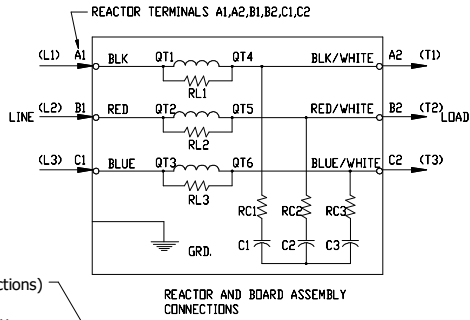 REACTOR TERMINALS A1,A2,B1,B2,C1,C2
(L1) A1 BLK QT1 QT4 BLK/WHITE A2 (T1)
RL1
LINE (L2) B1 RED QT2 QT5 RED/WHITE B2 (T2) LOAD
RL2
(L3) C1 BLUE QT3 QT6 BLUE/WHITE C2 (T3)
RL3
RC1 RC2 RC3
C1 C2 C3
GRD.
ctions)
REACTOR AND BOARD ASSEMBLY
CONNECTIONS